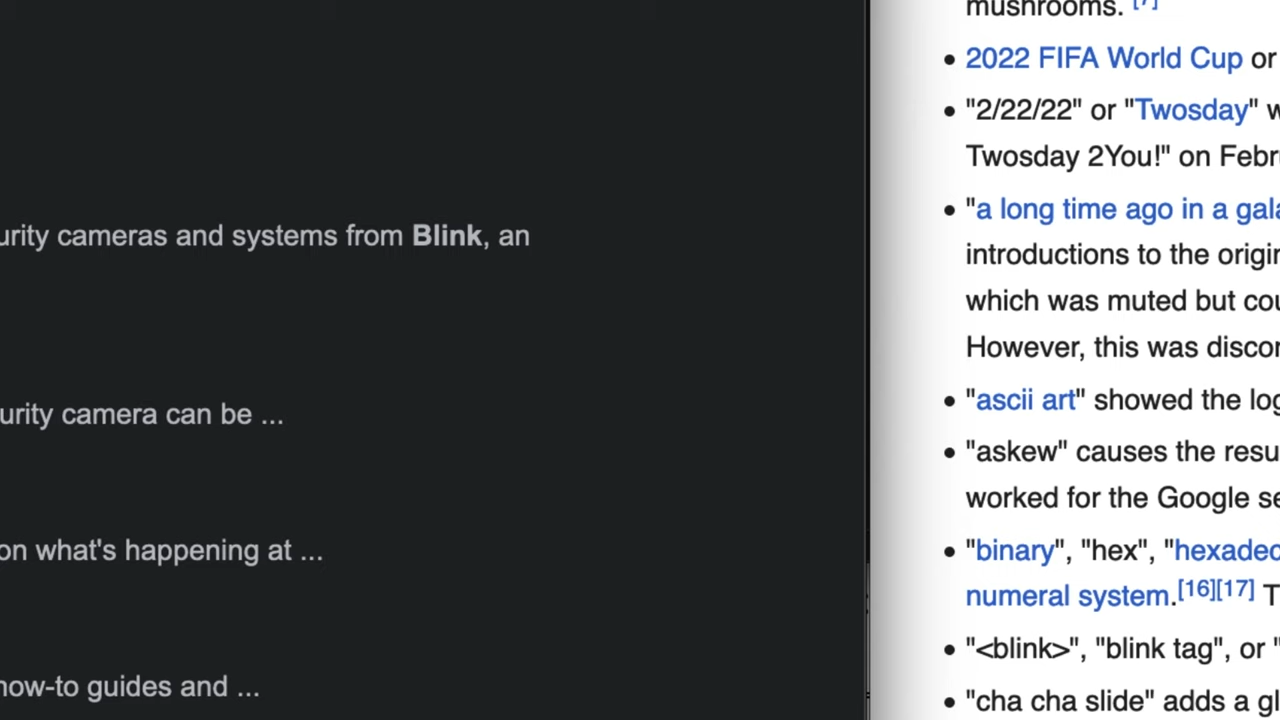 urity cameras and systems from Blink, an
urity camera can be ...
on what's happening at ...
how-to guides and ...
mushrooms. [7]
• 2022 FIFA World Cup or
• "2/22/22" or "Twosday" w
Twosday 2You!" on Febru
• "a long time ago in a gala
introductions to the origin
which was muted but cou
However, this was discon
• "ascii art" showed the log
• "askew" causes the resu
worked for the Google se
• "binary", "hex", "hexadec
numeral system.[16][17] T
• "<blink>", "blink tag", or "
• "cha cha slide" adds a gl